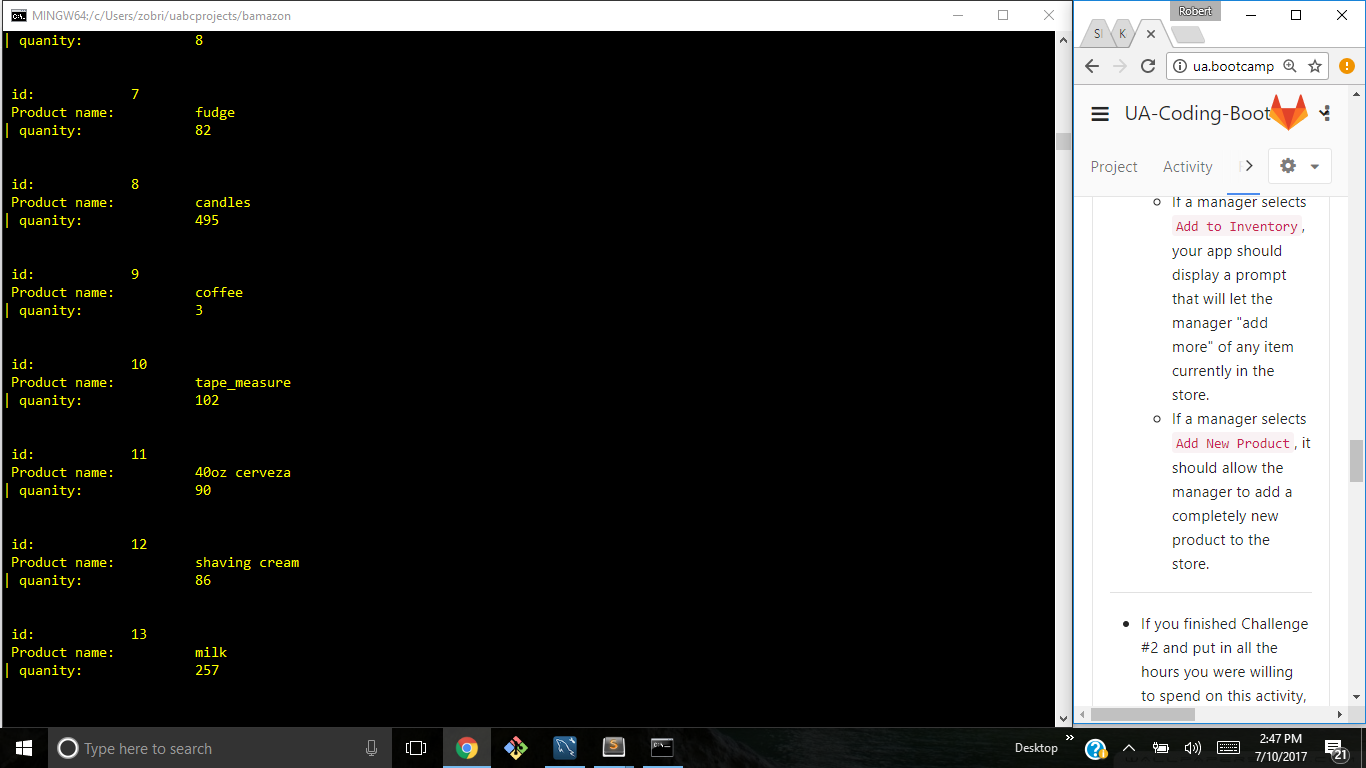 MINGW64:/c/Users/zobri/uabcprojects/bamazon
| quanity: 8
id: 7
Product name: fudge
| quanity: 82
id: 8
Product name: candles
| quanity: 495
id: 9
Product name: coffee
| quanity: 3
id: 10
Product name: tape_measure
| quanity: 102
id: 11
Product name: 40oz cerveza
| quanity: 90
id: 12
Product name: shaving cream
| quanity: 86
id: 13
Product name: milk
| quanity: 257
Robert
K
ua.bootcamp
UA-Coding-Boot
Project Activity
If a manager selects
Add to Inventory,
your app should
display a prompt
that will let the
manager "add
more" of any item
currently in the
store.
If a manager selects
Add New Product, it
should allow the
manager to add a
completely new
product to the
store.
If you finished Challenge
#2 and put in all the
hours you were willing
to spend on this activity,
Type here to search
Desktop
2:47 PM
7/10/2017
21